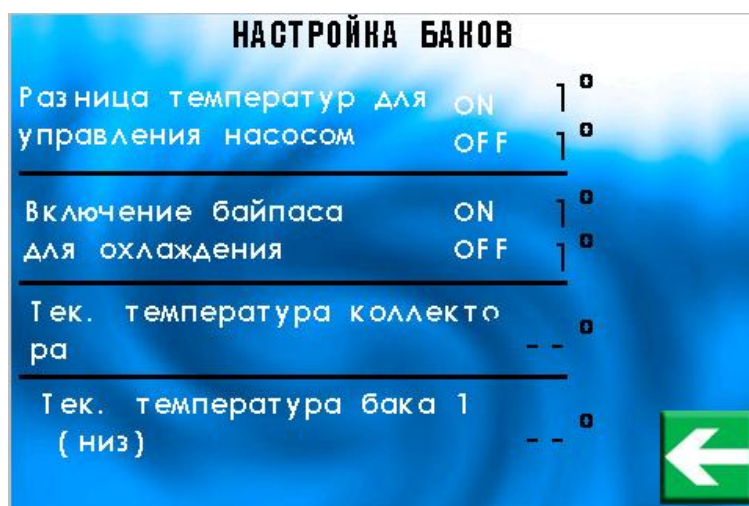 НАСТРОЙКА БАКОВ
Разница температур для ON 1°
управления насосом OFF 1°
Включение байпаса ON 1°
для охлаждения OFF 1°
Тек. температура коллекто
ра --°
Тек. температура бака 1
(низ) --°